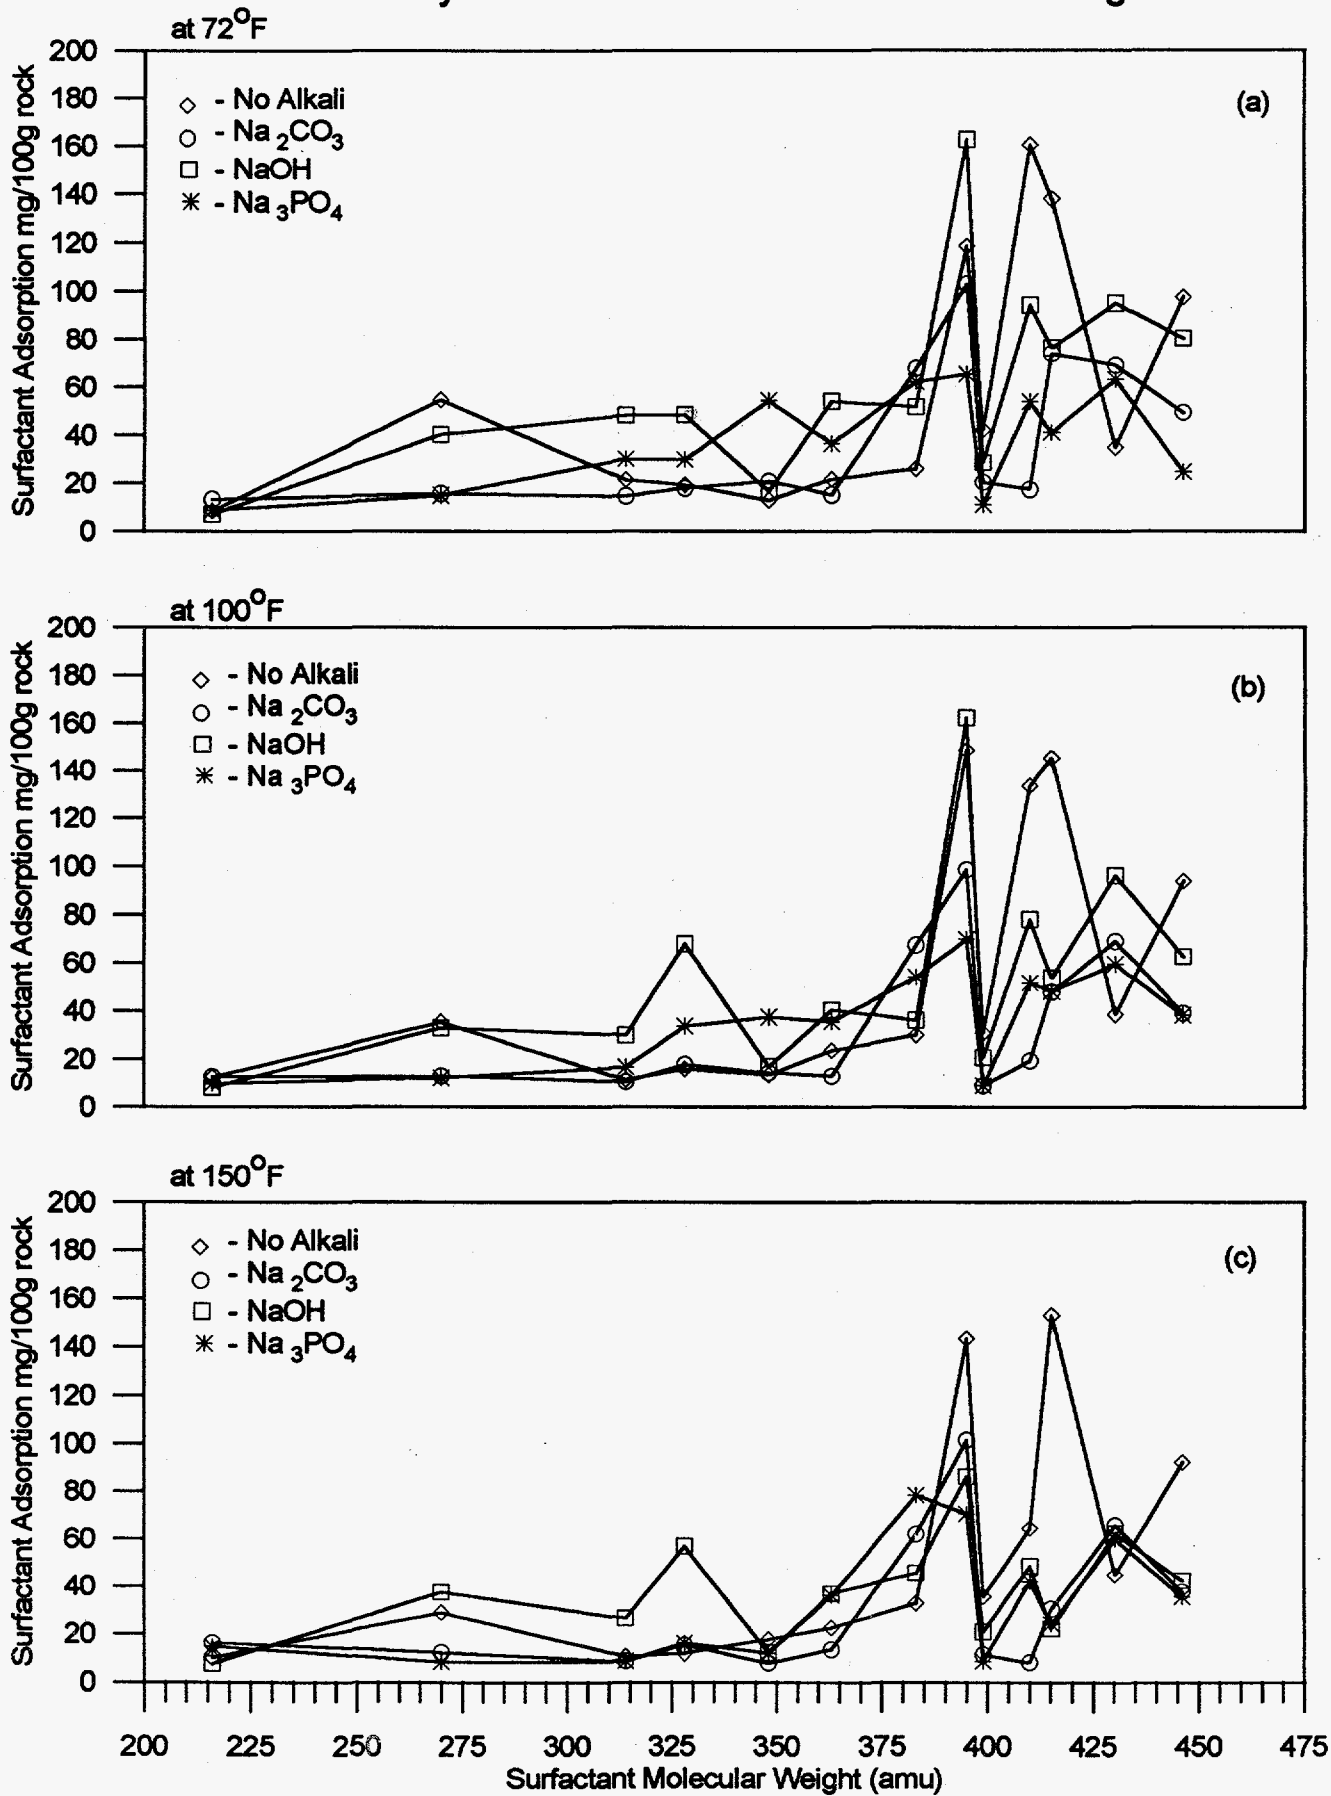 at 72°F
Surfactant Adsorption mg/100g rock
200
180
160
140
120
100
80
60
40
20
0
- No Alkali
- Na₂CO₃
- NaOH
- Na₃PO₄
(a)
at 100°F
Surfactant Adsorption mg/100g rock
200
180
160
140
120
100
80
60
40
20
0
- No Alkali
- Na₂CO₃
- NaOH
- Na₃PO₄
(b)
at 150°F
Surfactant Adsorption mg/100g rock
200
180
160
140
120
100
80
60
40
20
0
- No Alkali
- Na₂CO₃
- NaOH
- Na₃PO₄
(c)
200 225 250 275 300 325 350 375 400 425 450 475
Surfactant Molecular Weight (amu)